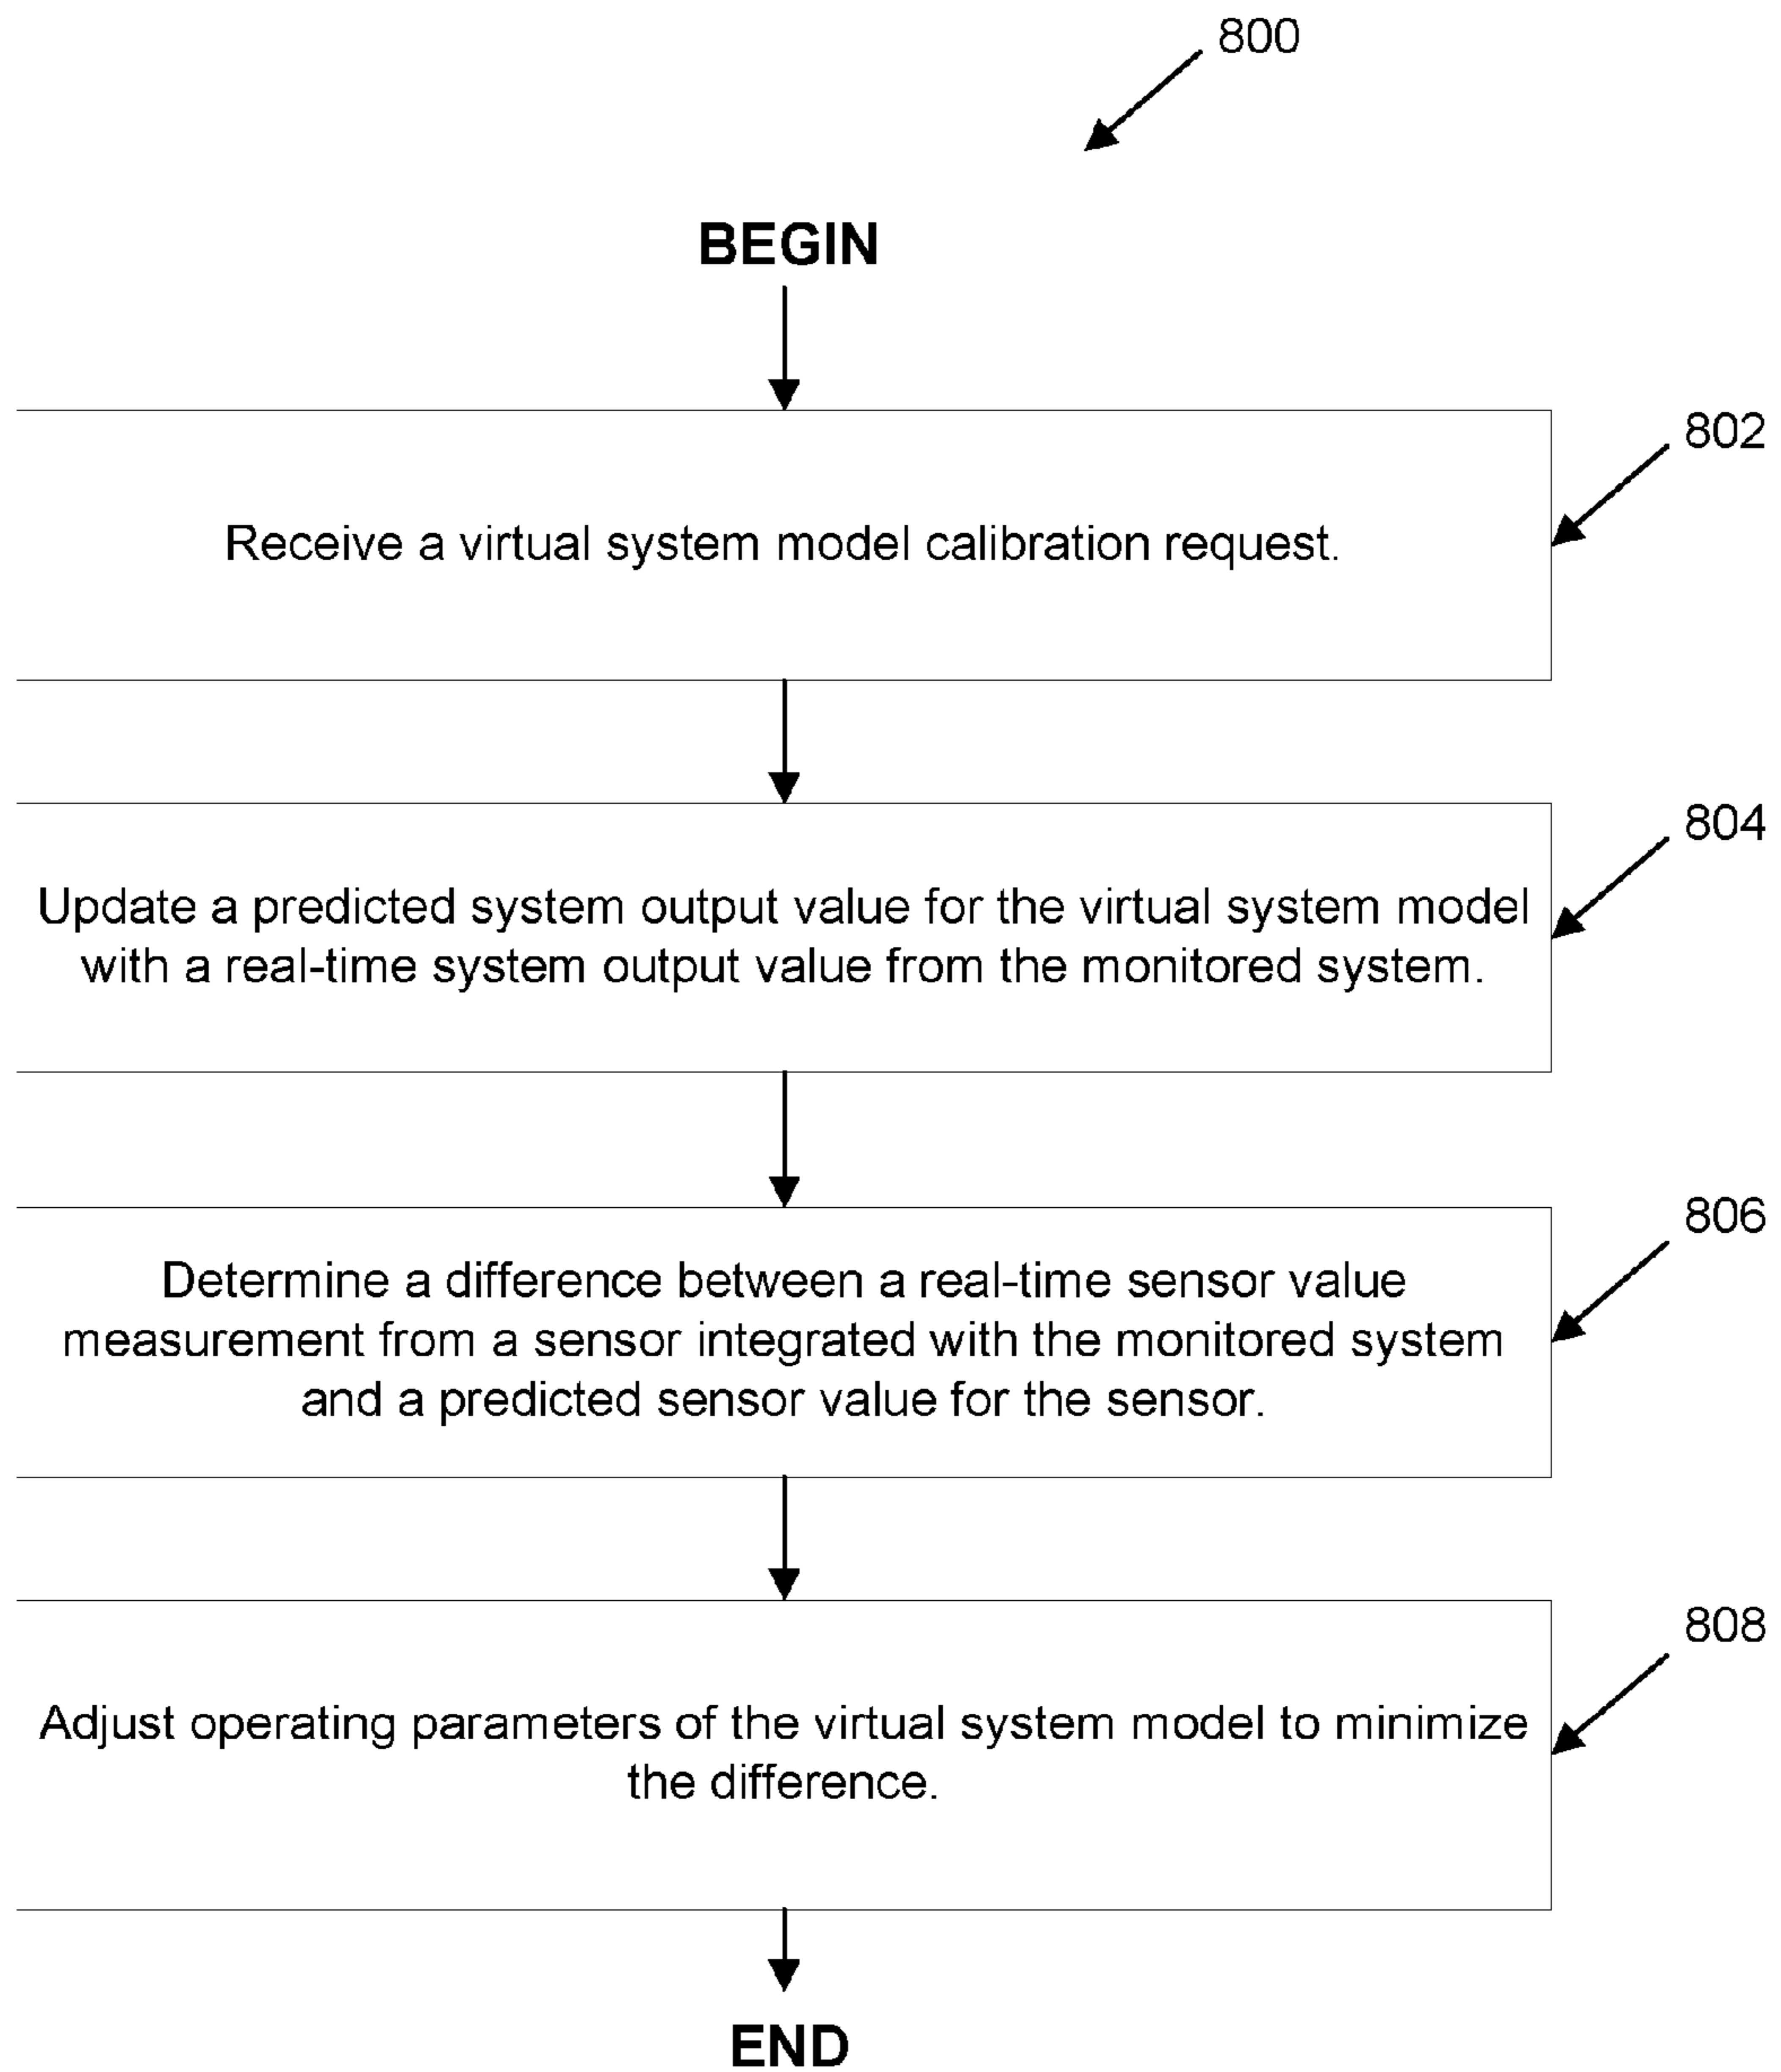 800
BEGIN
802
Receive a virtual system model calibration request.
804
Update a predicted system output value for the virtual system model
with a real-time system output value from the monitored system.
806
Determine a difference between a real-time sensor value
measurement from a sensor integrated with the monitored system
and a predicted sensor value for the sensor.
808
Adjust operating parameters of the virtual system model to minimize
the difference.
END